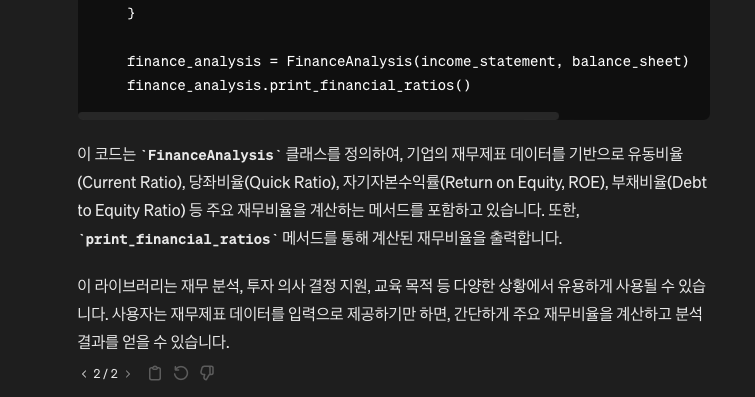 }
finance_analysis = FinanceAnalysis(income_statement, balance_sheet)
finance_analysis.print_financial_ratios()
이 코드는 `FinanceAnalysis` 클래스를 정의하여, 기업의 재무제표 데이터를 기반으로 유동비율
(Current Ratio), 당좌비율(Quick Ratio), 자기자본수익률(Return on Equity, ROE), 부채비율(Debt
to Equity Ratio) 등 주요 재무비율을 계산하는 메서드를 포함하고 있습니다. 또한,
`print_financial_ratios` 메서드를 통해 계산된 재무비율을 출력합니다.
이 라이브러리는 재무 분석, 투자 의사 결정 지원, 교육 목적 등 다양한 상황에서 유용하게 사용될 수 있습
니다. 사용자는 재무제표 데이터를 입력으로 제공하기만 하면, 간단하게 주요 재무비율을 계산하고 분석
결과를 얻을 수 있습니다.
2/2